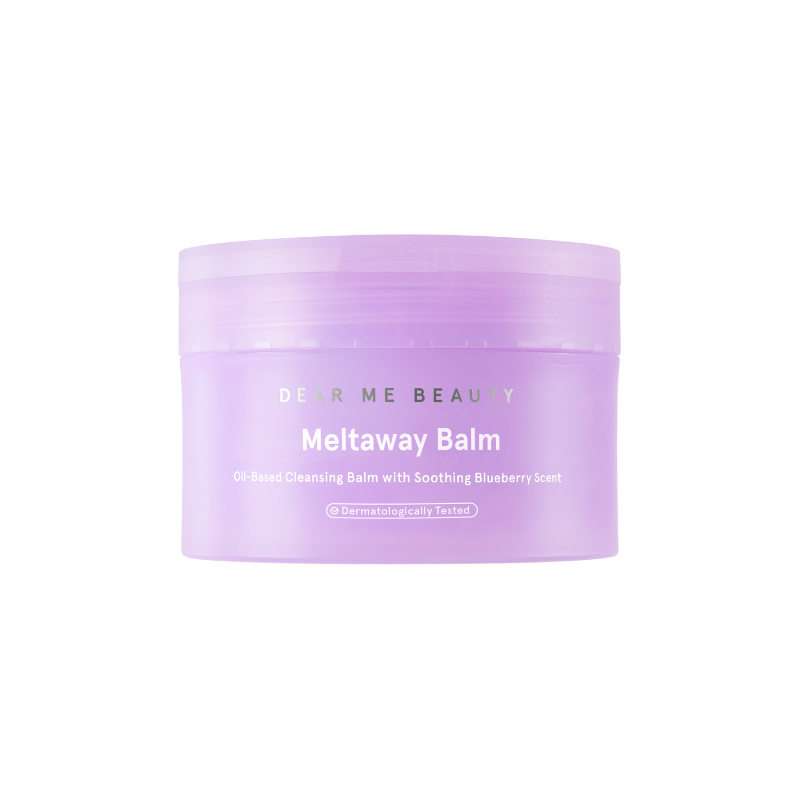 DEAR ME BEAUTY
Meltaway Balm
Oil-Based Cleansing Balm with Soothing Blueberry Scent
Dermatologically Tested